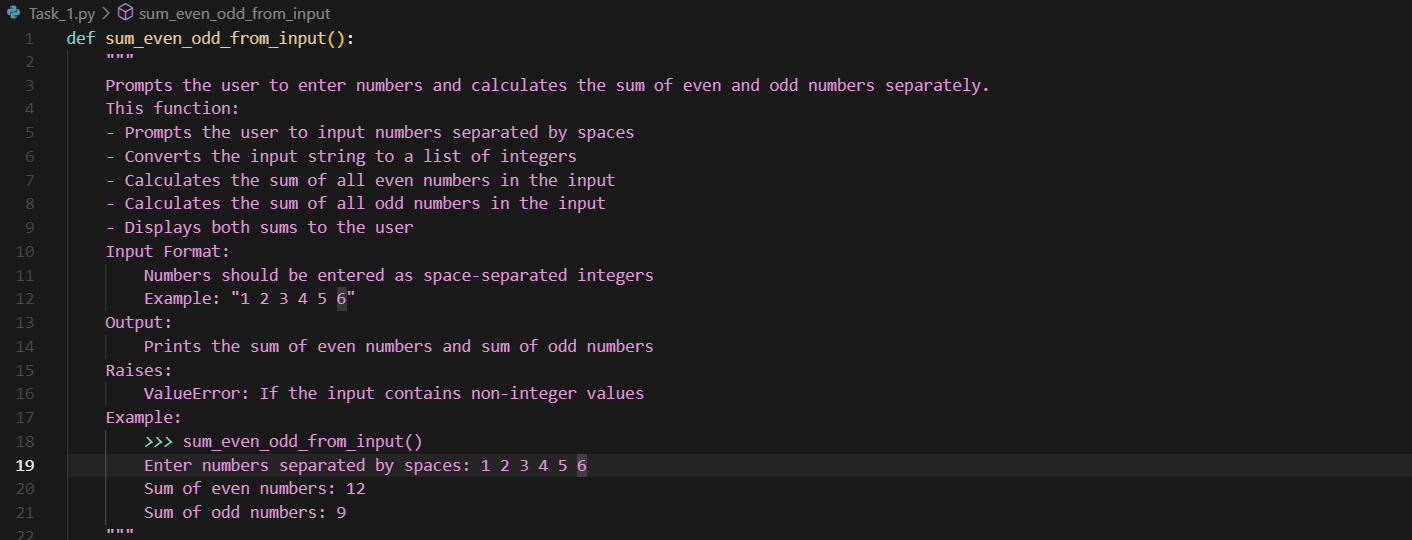 Task_1.py > sum_even_odd_from_input
1 def sum_even_odd_from_input():
2     """
3     Prompts the user to enter numbers and calculates the sum of even and odd numbers separately.
4     This function:
5     - Prompts the user to input numbers separated by spaces
6     - Converts the input string to a list of integers
7     - Calculates the sum of all even numbers in the input
8     - Calculates the sum of all odd numbers in the input
9     - Displays both sums to the user
10     Input Format:
11         Numbers should be entered as space-separated integers
12         Example: "1 2 3 4 5 6"
13     Output:
14         Prints the sum of even numbers and sum of odd numbers
15     Raises:
16         ValueError: If the input contains non-integer values
17     Example:
18         >>> sum_even_odd_from_input()
19         Enter numbers separated by spaces: 1 2 3 4 5 6
20         Sum of even numbers: 12
21         Sum of odd numbers: 9
22     """